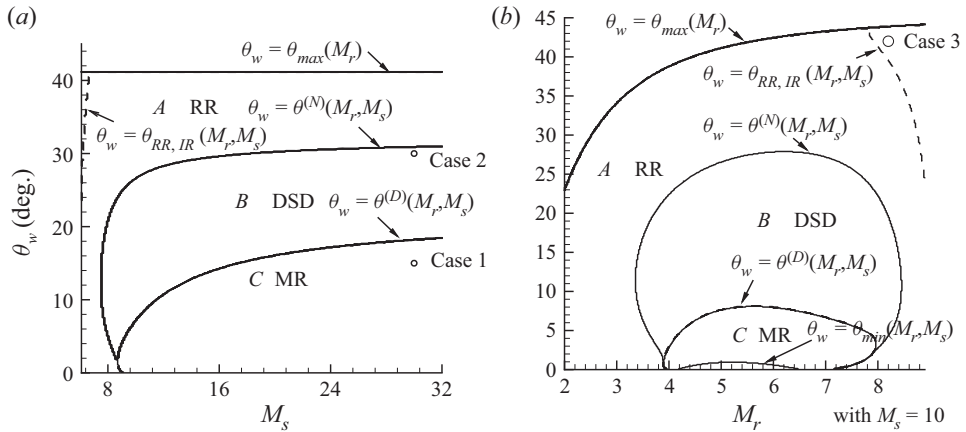 (a)
50
40
30
20
10
0
8
16
24
32
θw (deg.)
Ms
θw = θmax(Mr)
A RR θw = θ(N)(Mr,Ms)
θw = θRR, IR (Mr,Ms)
Case 2
B DSD θw = θ(D)(Mr,Ms)
Case 1
C MR
(b)
45
40
35
30
25
20
15
10
5
0
2
3
4
5
6
7
8
Mr
with Ms = 10
θw = θmax(Mr)
Case 3
θw = θRR, IR (Mr,Ms)
θw = θ(N)(Mr,Ms)
A RR
B DSD
θw = θ(D)(Mr,Ms)
C MR
θw = θmin(Mr,Ms)